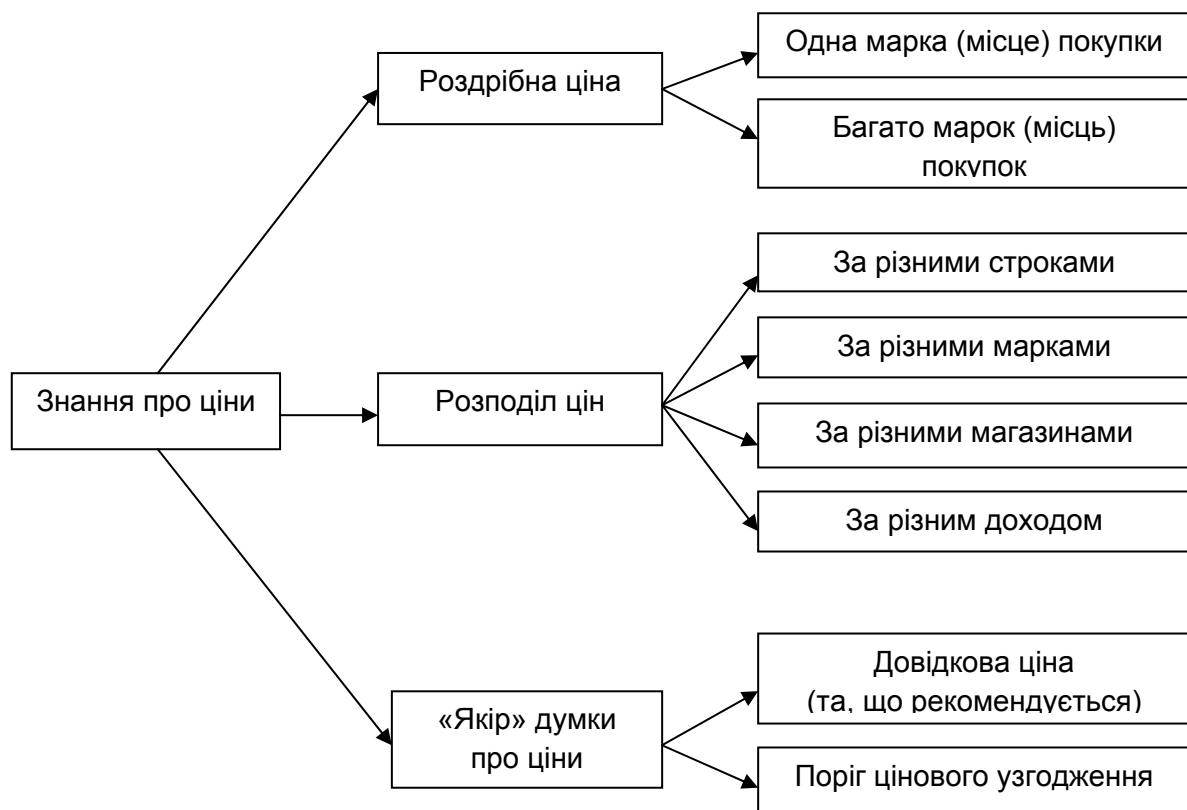 Одна марка (місце) покупки
Роздрібна ціна
Багато марок (місць)
покупок
За різними строками
За різними марками
Знання про ціни
Розподіл цін
За різними магазинами
За різним доходом
Довідкова ціна
(та, що рекомендується)
«Якір» думки
про ціни
Поріг цінового узгодження